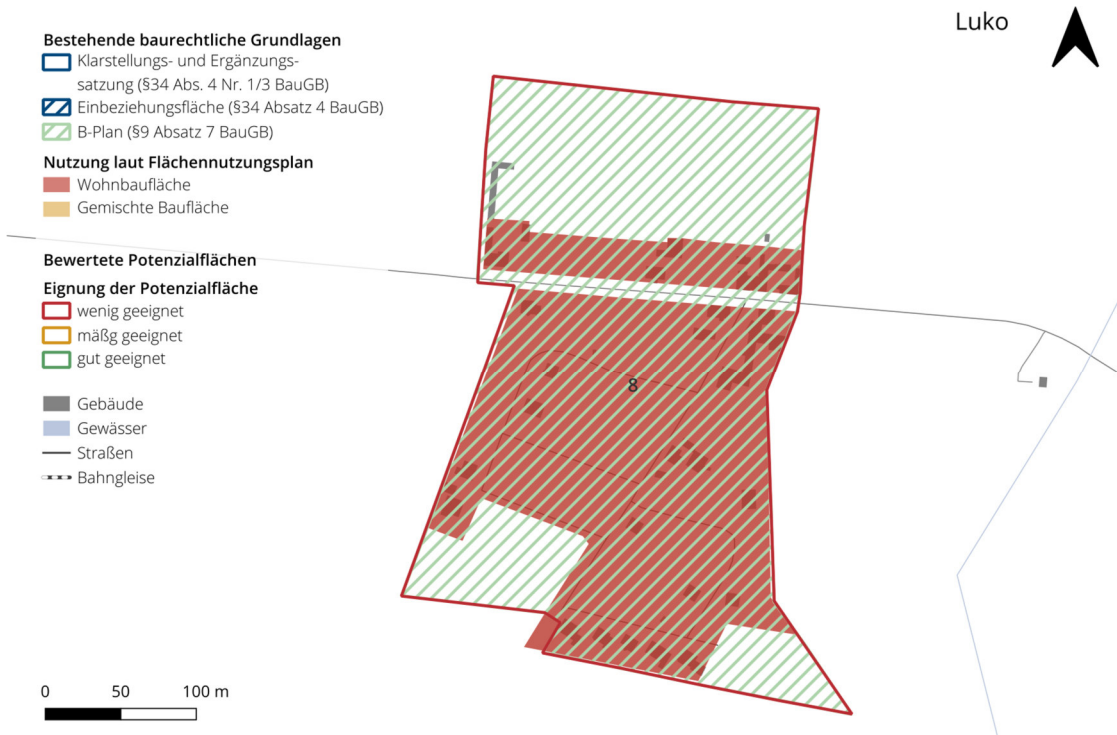 Luko
Bestehende baurechtliche Grundlagen
Klarstellungs- und Ergänzungs-
satzung (§34 Abs. 4 Nr. 1/3 BauGB)
Einbeziehungsfläche (§34 Absatz 4 BauGB)
B-Plan (§9 Absatz 7 BauGB)
Nutzung laut Flächennutzungsplan
Wohnbaufläche
Gemischte Baufläche
Bewertete Potenzialflächen
Eignung der Potenzialfläche
wenig geeignet
mäßg geeignet
gut geeignet
Gebäude
Gewässer
Straßen
Bahngleise
8
0 50 100 m